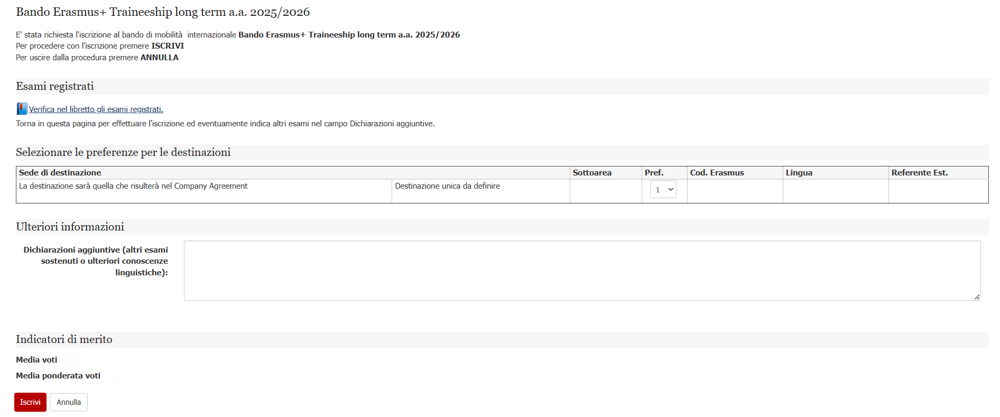 Bando Erasmus+ Traineeship long term a.a. 2025/2026
E' stata richiesta l'iscrizione al bando di mobilità  internazionale Bando Erasmus+ Traineeship long term a.a. 2025/2026
Per procedere con l'iscrizione premere ISCRIVI
Per uscire dalla procedura premere ANNULLA
Esami registrati
Verifica nel libretto gli esami registrati.
Torna in questa pagina per effettuare l'iscrizione ed eventuamente indica altri esami nel campo Dichiarazioni aggiuntive.
Selezionare le preferenze per le destinazioni
Sede di destinazione Sottoarea Pref. Cod. Erasmus Lingua Referente Est.
La destinazione sarà quella che risulterà nel Company Agreement Destinazione unica da definire 1
Ulteriori informazioni
Dichiarazioni aggiuntive (altri esami
sostenuti o ulteriori conoscenze
linguistiche):
Indicatori di merito
Media voti
Media ponderata voti
Iscrivi Annulla